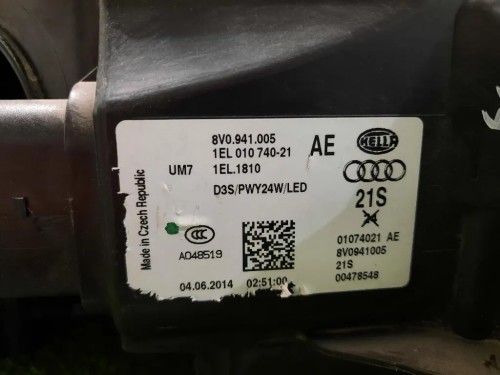 Made in Czech Republic
UM7
8V0.941.005
1EL 010 740-21
1EL.1810
D3S/PWY24W/LED
AE
HELLA
21S
CCC
A048519
04.06.2014 02:51:00
01074021 AE
8V0941005
21S
00478548